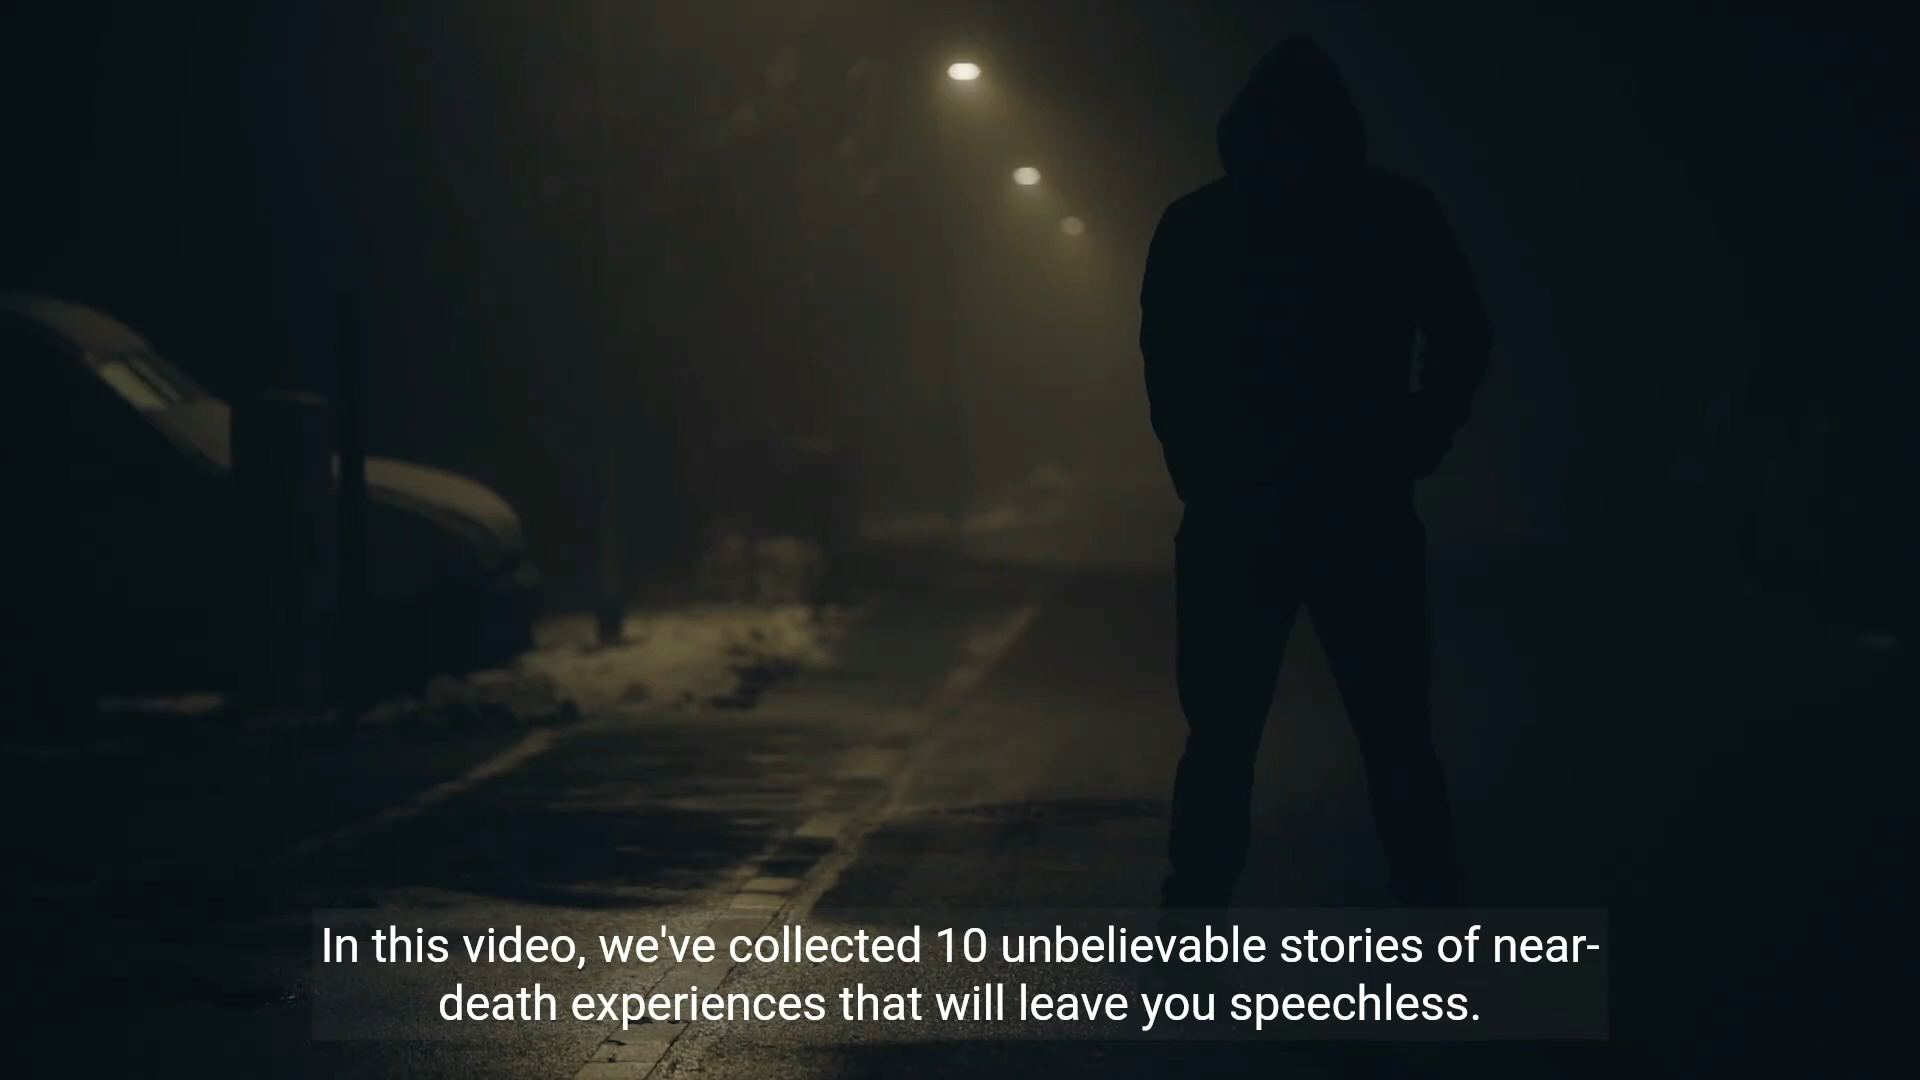 In this video, we've collected 10 unbelievable stories of near-
death experiences that will leave you speechless.